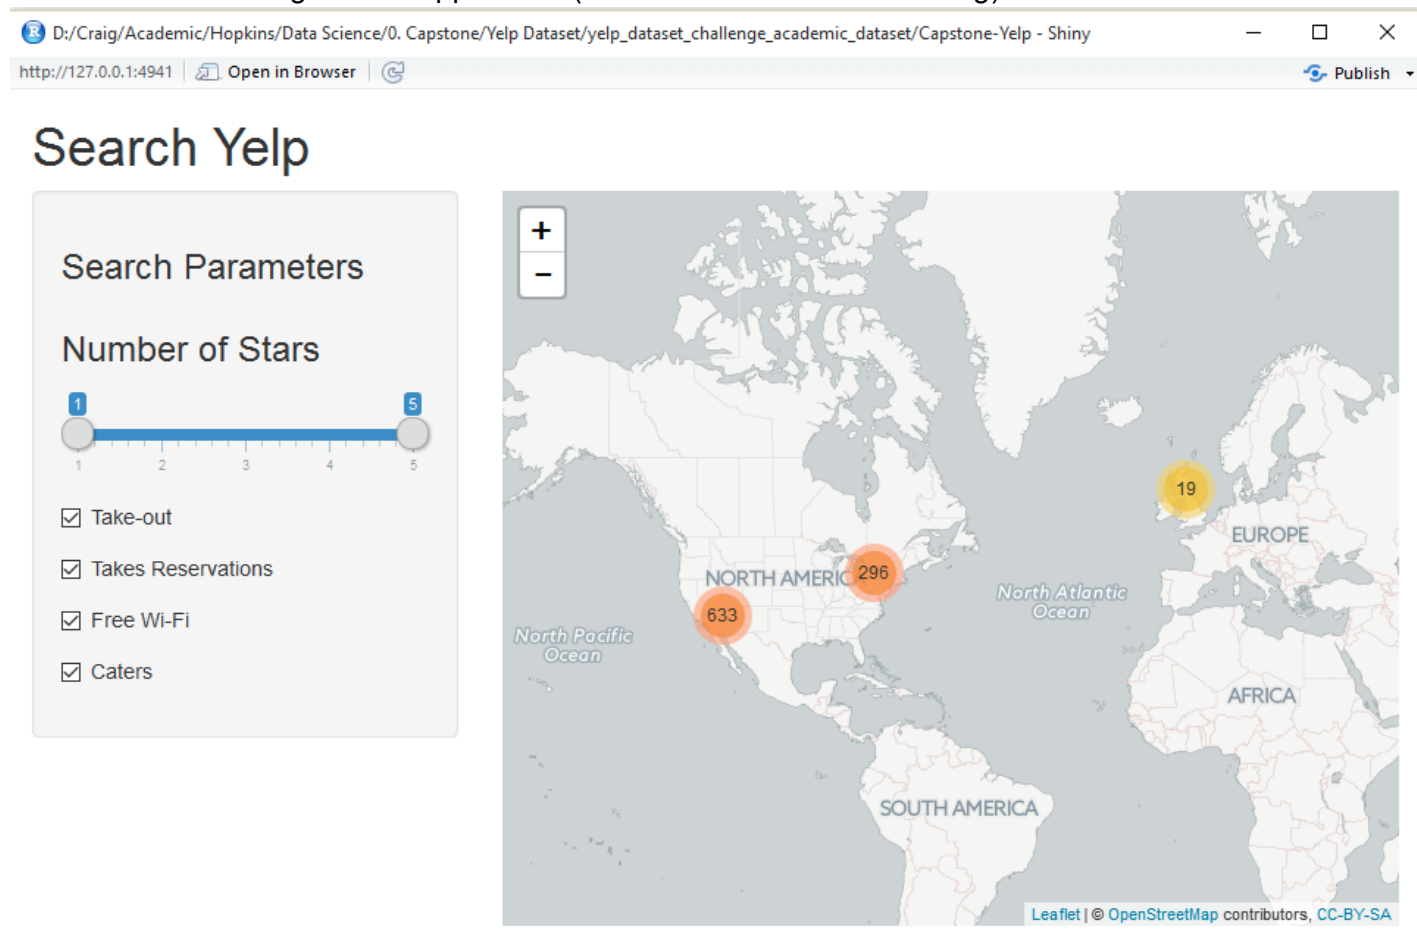 D:/Craig/Academic/Hopkins/Data Science/0. Capstone/Yelp Dataset/yelp_dataset_challenge_academic_dataset/Capstone-Yelp - Shiny
http://127.0.0.1:4941 Open in Browser Publish
Search Yelp
Search Parameters
Number of Stars
1 5
1 2 3 4 5
Take-out
Takes Reservations
Free Wi-Fi
Caters
+
−
19
EUROPE
NORTH AMERIC 296
North Atlantic
Ocean
633
North Pacific
Ocean
AFRICA
SOUTH AMERICA
Leaflet | © OpenStreetMap contributors, CC-BY-SA